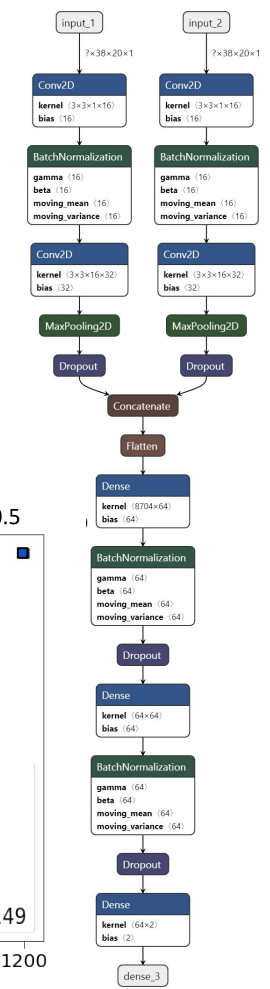 input_1
input_2
?×38×20×1
?×38×20×1
Conv2D
kernel ⟨3×3×1×16⟩
bias ⟨16⟩
Conv2D
kernel ⟨3×3×1×16⟩
bias ⟨16⟩
BatchNormalization
gamma ⟨16⟩
beta ⟨16⟩
moving_mean ⟨16⟩
moving_variance ⟨16⟩
BatchNormalization
gamma ⟨16⟩
beta ⟨16⟩
moving_mean ⟨16⟩
moving_variance ⟨16⟩
Conv2D
kernel ⟨3×3×16×32⟩
bias ⟨32⟩
Conv2D
kernel ⟨3×3×16×32⟩
bias ⟨32⟩
MaxPooling2D
MaxPooling2D
Dropout
Dropout
Concatenate
Flatten
Dense
kernel ⟨8704×64⟩
bias ⟨64⟩
.5
)
BatchNormalization
gamma ⟨64⟩
beta ⟨64⟩
moving_mean ⟨64⟩
moving_variance ⟨64⟩
Dropout
Dense
kernel ⟨64×64⟩
bias ⟨64⟩
BatchNormalization
gamma ⟨64⟩
beta ⟨64⟩
moving_mean ⟨64⟩
moving_variance ⟨64⟩
Dropout
Dense
kernel ⟨64×2⟩
bias ⟨2⟩
49
1200
dense_3